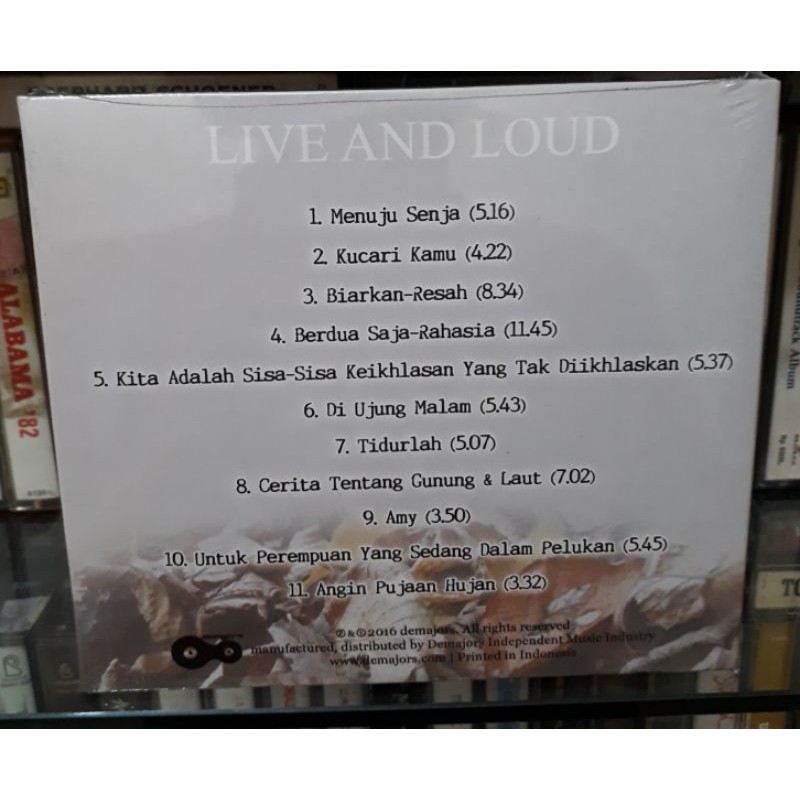 EBERHARD SCHOENER
LIVE AND LOUD
1. Menuju Senja (5.16)
2. Kucari Kamu (4.22)
3. Biarkan-Resah (8.34)
4. Berdua Saja-Rahasia (11.45)
5. Kita Adalah Sisa-Sisa Keikhlasan Yang Tak Diikhlaskan (5.37)
6. Di Ujung Malam (5.43)
7. Tidurlah (5.07)
8. Cerita Tentang Gunung & Laut (7.02)
9. Amy (3.50)
10. Untuk Perempuan Yang Sedang Dalam Pelukan (5.45)
11. Angin Pujaan Hujan (3.32)
℗&©2016 demajors. All rights reserved
manufactured, distributed by Demajors Independent Music Industry
www.demajors.com | Printed in Indonesia
ALABAMA '82
Soundtrack Album